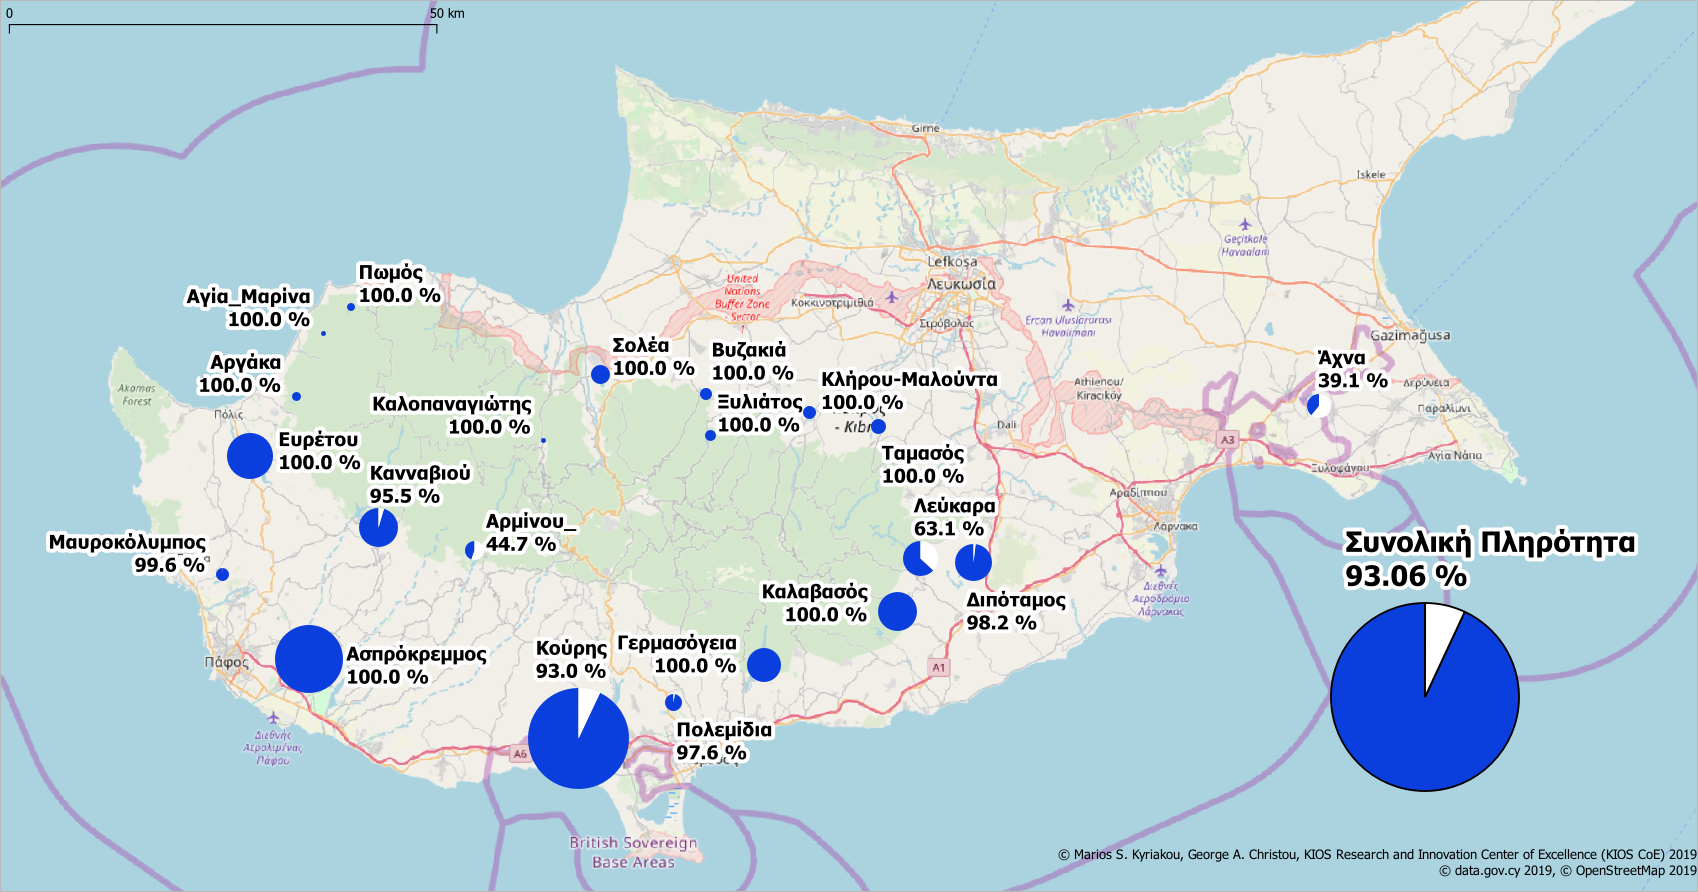 0
50 km
Girne
Iskele
Geçitkale
Havaalanı
Πωμός
100.0 %
Αγία_Μαρίνα
100.0 %
United
Nations
Buffer Zone
- Sector
Lefkoşa
Λευκωσία
Κοκκινοτριμιθιά
Στρόβολος
Ercan Uluslararası
Havalimanı
Gazimağusa
Σολέα
100.0 %
Βυζακιά
100.0 %
Άχνα
39.1 %
Αργάκα
100.0 %
Akamas
Forest
Πόλις
Κλήρου-Μαλούντα
100.0 %
Athienou/
Kiracıköy
Δερύνεια
Παραλίμνι
Καλοπαναγιώτης
100.0 %
Ξυλιάτος
100.0 %
Dali
A3
Ευρέτου
100.0 %
Ταμασός
100.0 %
Ξυλοφάγου
Αγία Νάπα
Κανναβιού
95.5 %
Αραδίππου
Λεύκαρα
63.1 %
Αρμίνου_
44.7 %
Λάρνακα
Μαυροκόλυμπος
99.6 %
Συνολική Πληρότητα
93.06 %
Διεθνής
Αεροδρόμιο
Λάρνακας
Καλαβασός
100.0 %
Διπόταμος
98.2 %
Γερμασόγεια
100.0 %
Κούρης
93.0 %
Ασπρόκρεμμος
100.0 %
Πάφος
A1
Διεθνής
Αερολιμένας
Πάφου
Πολεμίδια
97.6 %
A6
British Sovereign
Base Areas
© Marios S. Kyriakou, George A. Christou, KIOS Research and Innovation Center of Excellence (KIOS CoE) 2019
© data.gov.cy 2019, © OpenStreetMap 2019